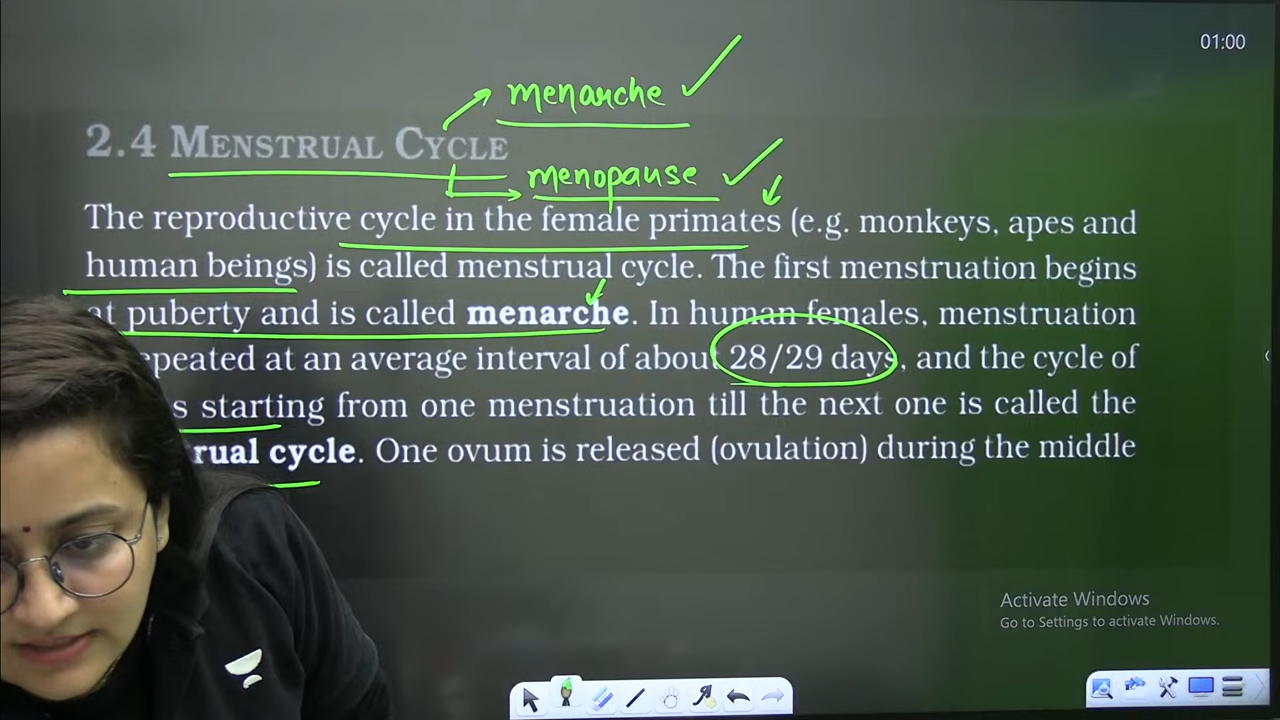 01:00
menarche
2.4 MENSTRUAL CYCLE
menopause
The reproductive cycle in the female primates (e.g. monkeys, apes and
human beings) is called menstrual cycle. The first menstruation begins
at puberty and is called menarche. In human females, menstruation
epeated at an average interval of about 28/29 days, and the cycle of
s starting from one menstruation till the next one is called the
rual cycle. One ovum is released (ovulation) during the middle
Activate Windows
Go to Settings to activate Windows.